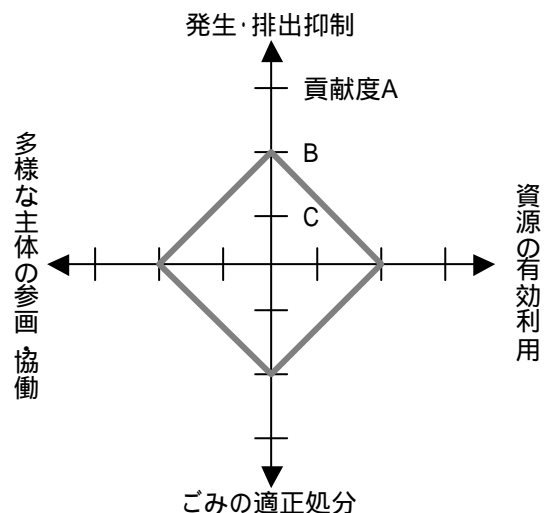 発生・排出抑制
貢献度A
B
C
多様な主体の参画・協働
資源の有効利用
ごみの適正処分